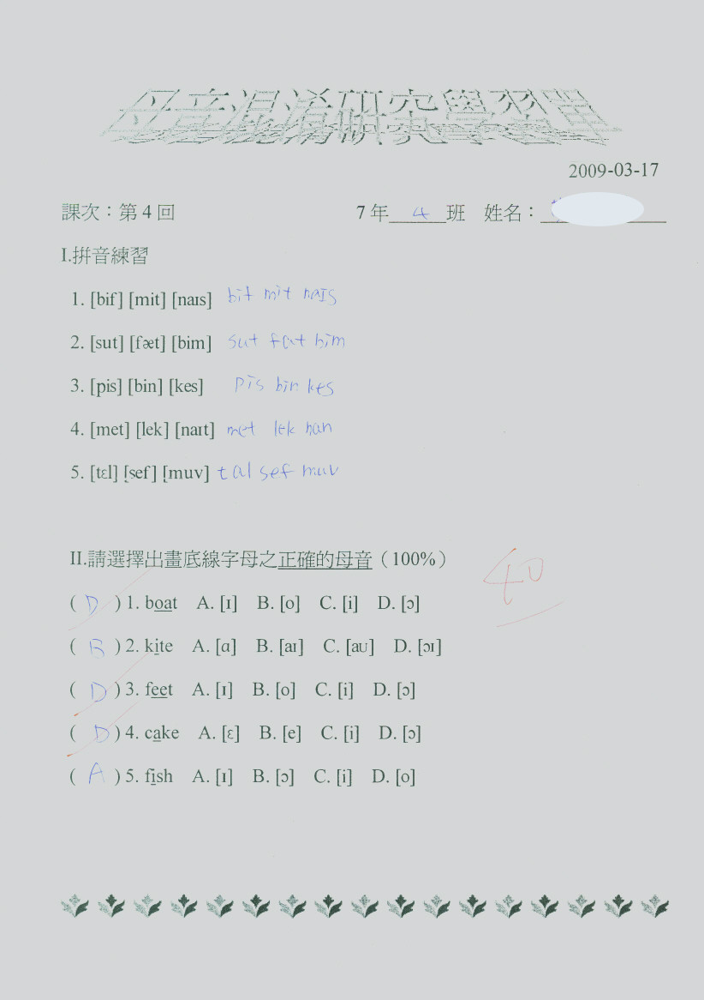 母音混淆研究學習單
2009-03-17
課次：第 4 回 7 年 4 班 姓名：
I.拼音練習
1. [bif] [mit] [naɪs] bit mit naIs
2. [sut] [fæt] [bim] sut fat bim
3. [pis] [bin] [kes] pis bin kes
4. [met] [lek] [naɪt] met lek nan
5. [tɛl] [sef] [muv] tal sef muv
II.請選擇出畫底線字母之正確的母音（100%）
40
( D ) 1. boat A. [ɪ] B. [o] C. [i] D. [ɔ]
( B ) 2. kite A. [ɑ] B. [aɪ] C. [aᴜ] D. [ɔɪ]
( D ) 3. feet A. [ɪ] B. [o] C. [i] D. [ɔ]
( D ) 4. cake A. [ɛ] B. [e] C. [i] D. [ɔ]
( A ) 5. fish A. [ɪ] B. [ɔ] C. [i] D. [o]